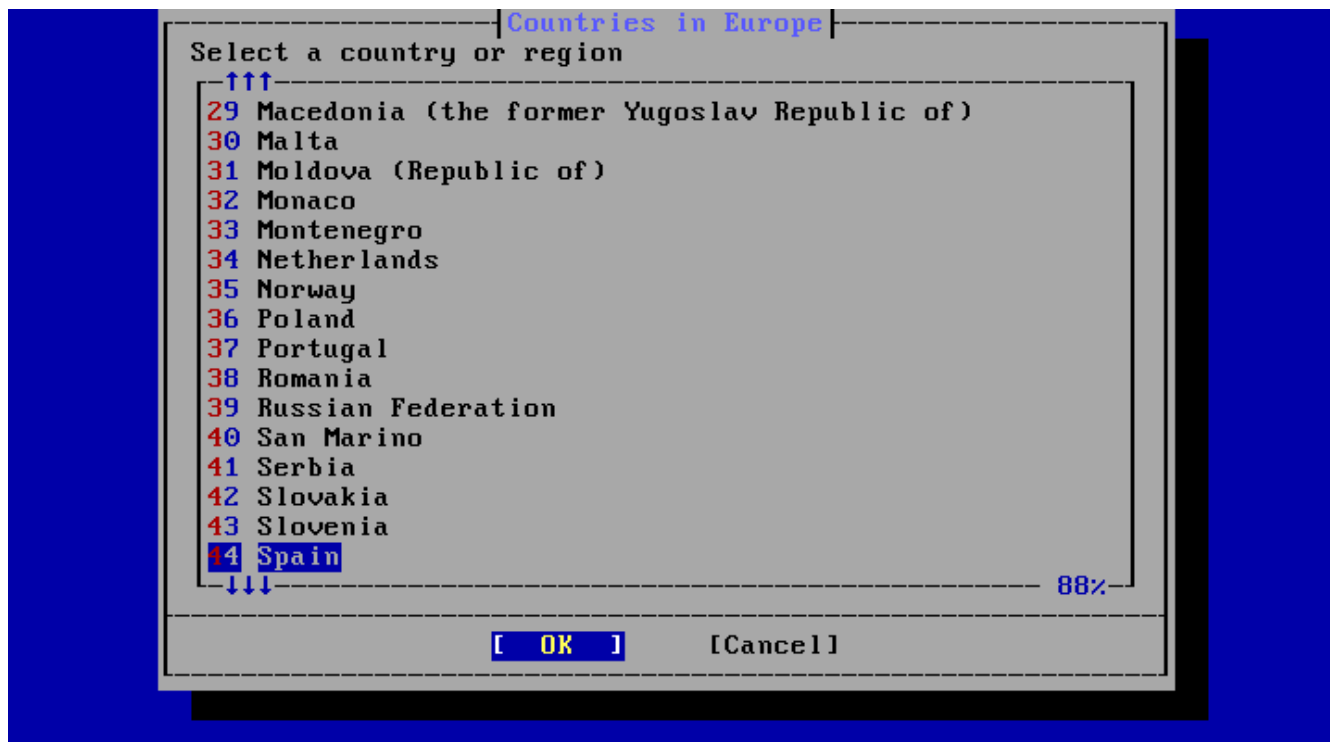 Countries in Europe
Select a country or region
↑↑↑
29 Macedonia (the former Yugoslav Republic of)
30 Malta
31 Moldova (Republic of)
32 Monaco
33 Montenegro
34 Netherlands
35 Norway
36 Poland
37 Portugal
38 Romania
39 Russian Federation
40 San Marino
41 Serbia
42 Slovakia
43 Slovenia
44 Spain
↓↓↓ 88%
[ OK ] [Cancel]